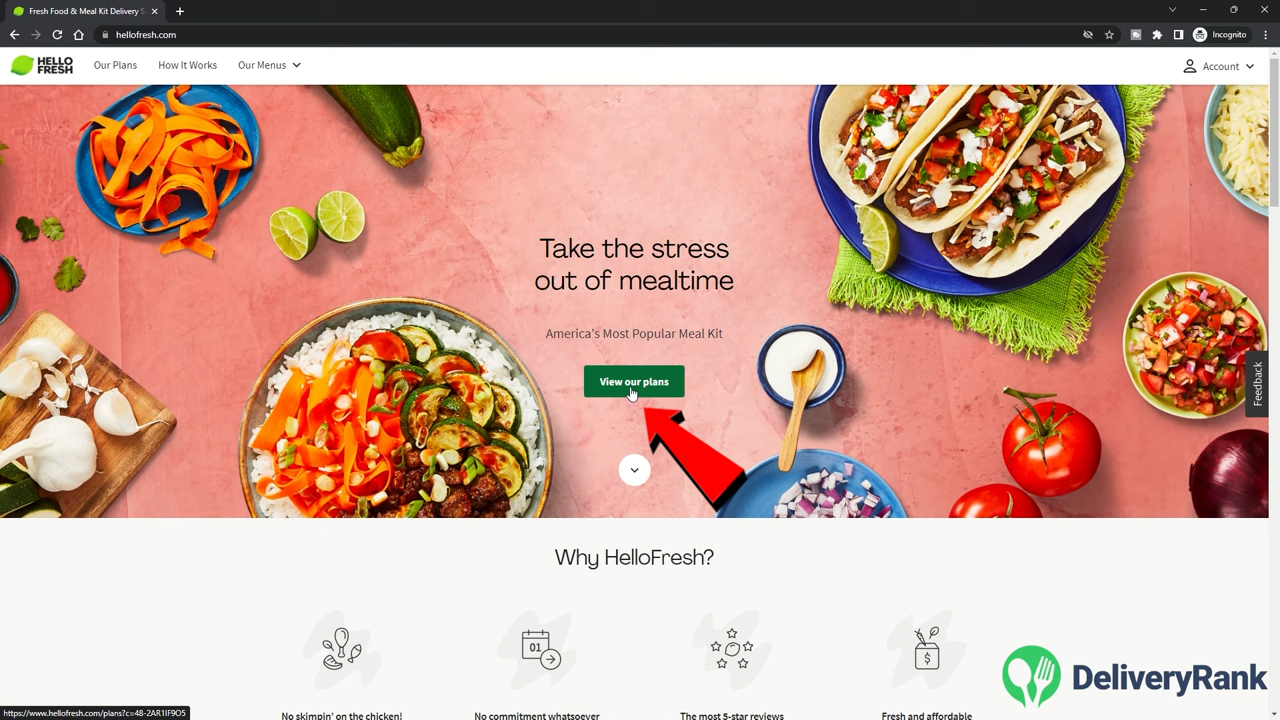 Fresh Food & Meal Kit Delivery S
hellofresh.com
Incognito
HELLO
FRESH
Our Plans
How It Works
Our Menus
Account
Take the stress
out of mealtime
America's Most Popular Meal Kit
View our plans
Feedback
Why HelloFresh?
01
$
No skimpin' on the chicken!
No commitment whatsoever
The most 5-star reviews
Fresh and affordable
DeliveryRank
https://www.hellofresh.com/plans?c=48-2AR1IF9O5